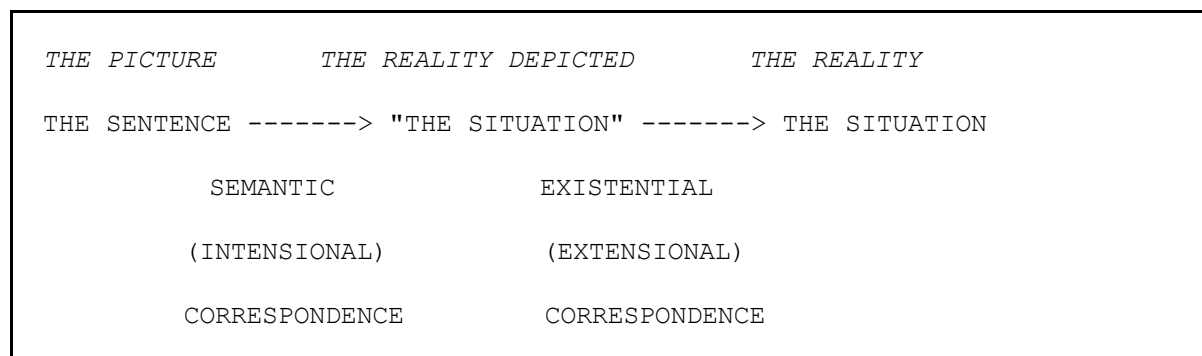 THE PICTURE THE REALITY DEPICTED THE REALITY
THE SENTENCE -------> "THE SITUATION" -------> THE SITUATION
SEMANTIC EXISTENTIAL
(INTENSIONAL) (EXTENSIONAL)
CORRESPONDENCE CORRESPONDENCE